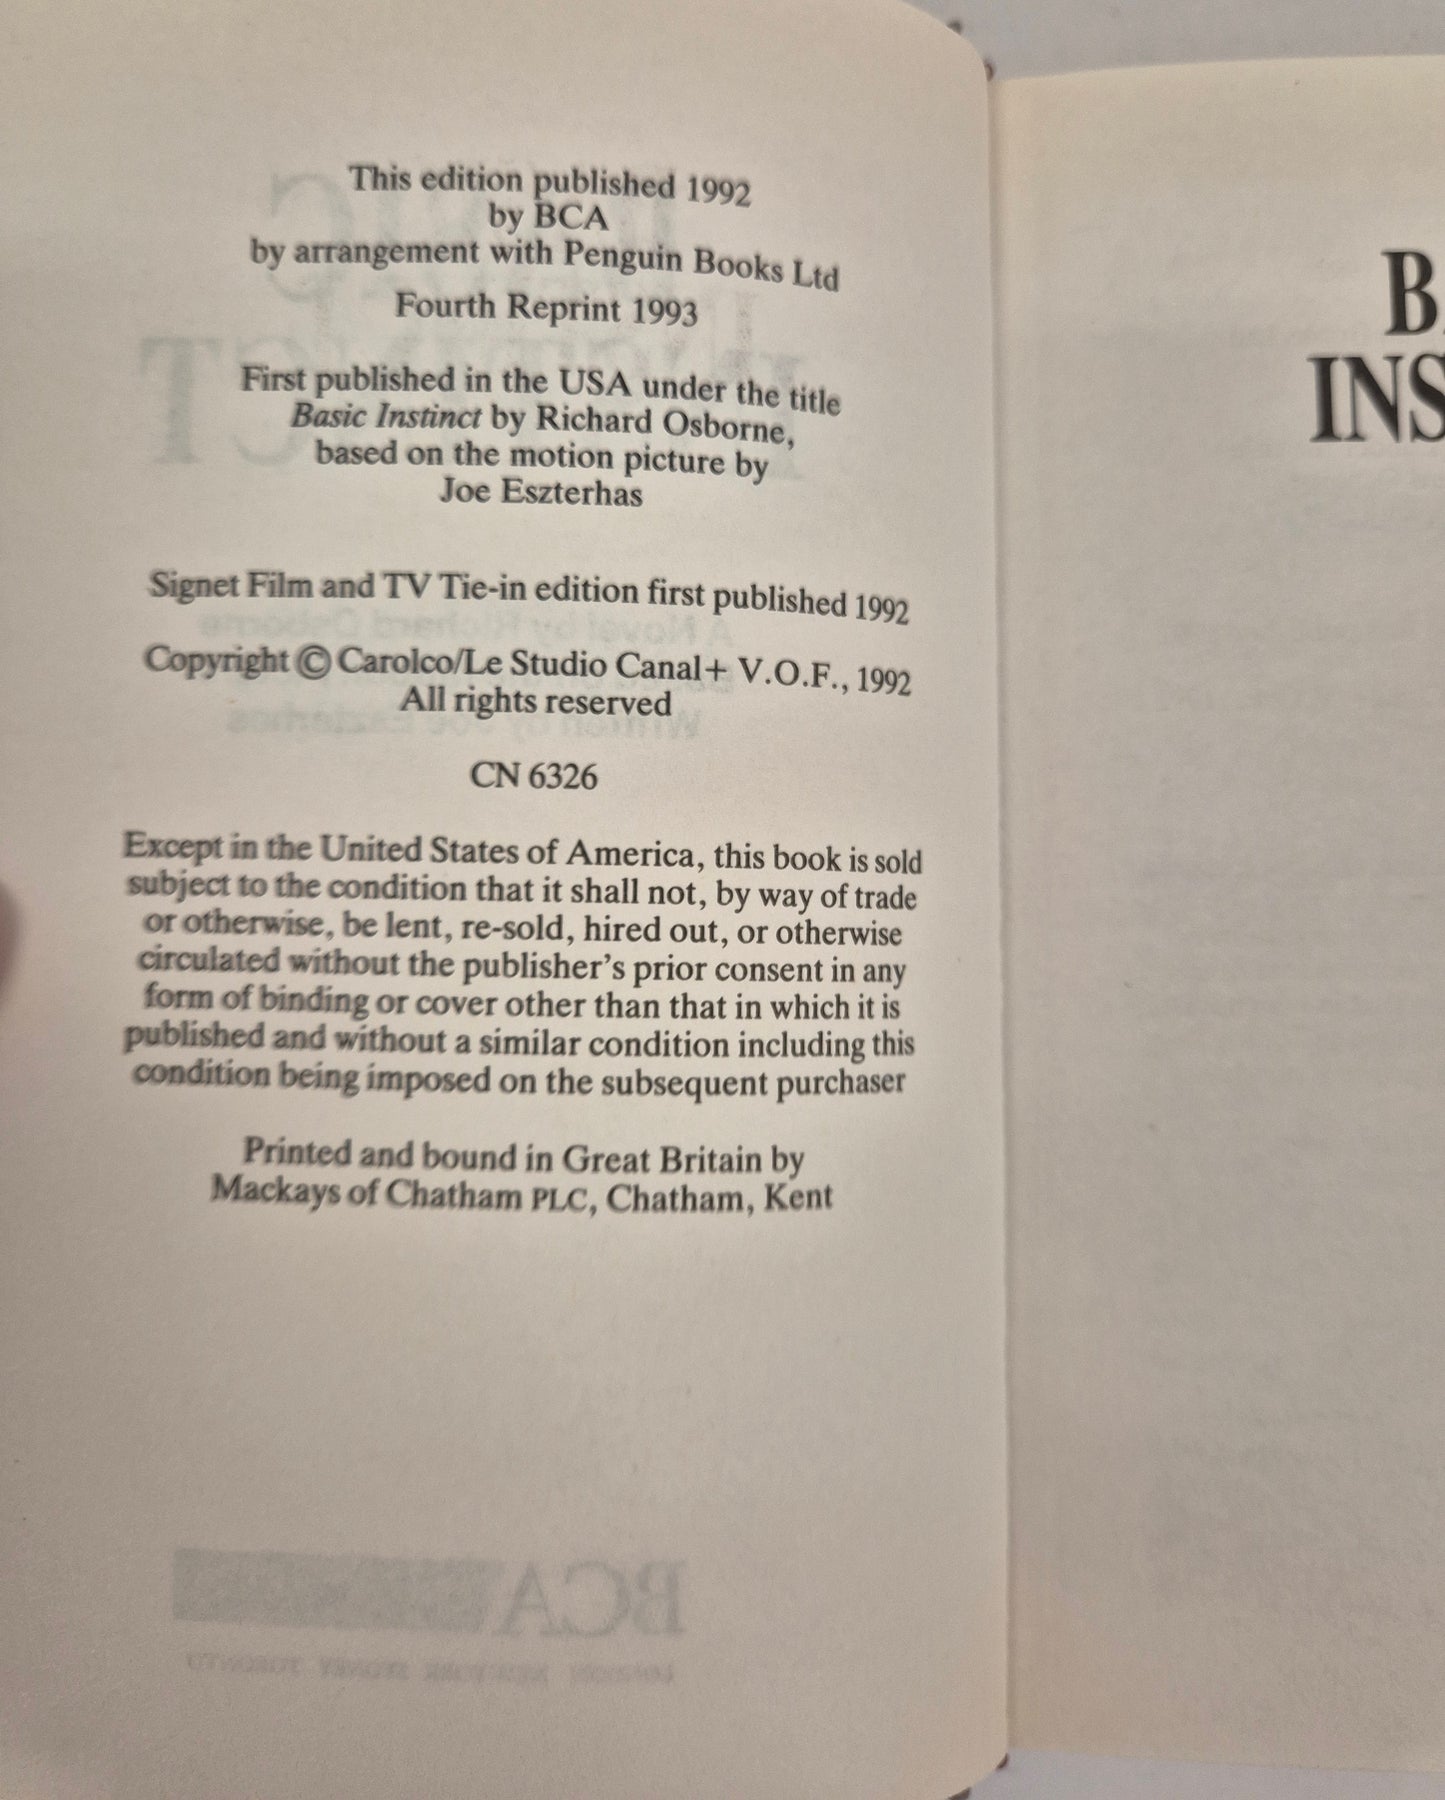 This edition published 1992
by BCA
by arrangement with Penguin Books Ltd
Fourth Reprint 1993
First published in the USA under the title
Basic Instinct by Richard Osborne,
based on the motion picture by
Joe Eszterhas
Signet Film and TV Tie-in edition first published 1992
Copyright © Carolco/Le Studio Canal+ V.O.F., 1992
All rights reserved
CN 6326
Except in the United States of America, this book is sold
subject to the condition that it shall not, by way of trade
or otherwise, be lent, re-sold, hired out, or otherwise
circulated without the publisher's prior consent in any
form of binding or cover other than that in which it is
published and without a similar condition including this
condition being imposed on the subsequent purchaser
Printed and bound in Great Britain by
Mackays of Chatham PLC, Chatham, Kent
BCA
LONDON NEW YORK SYDNEY TORONTO
B
INS